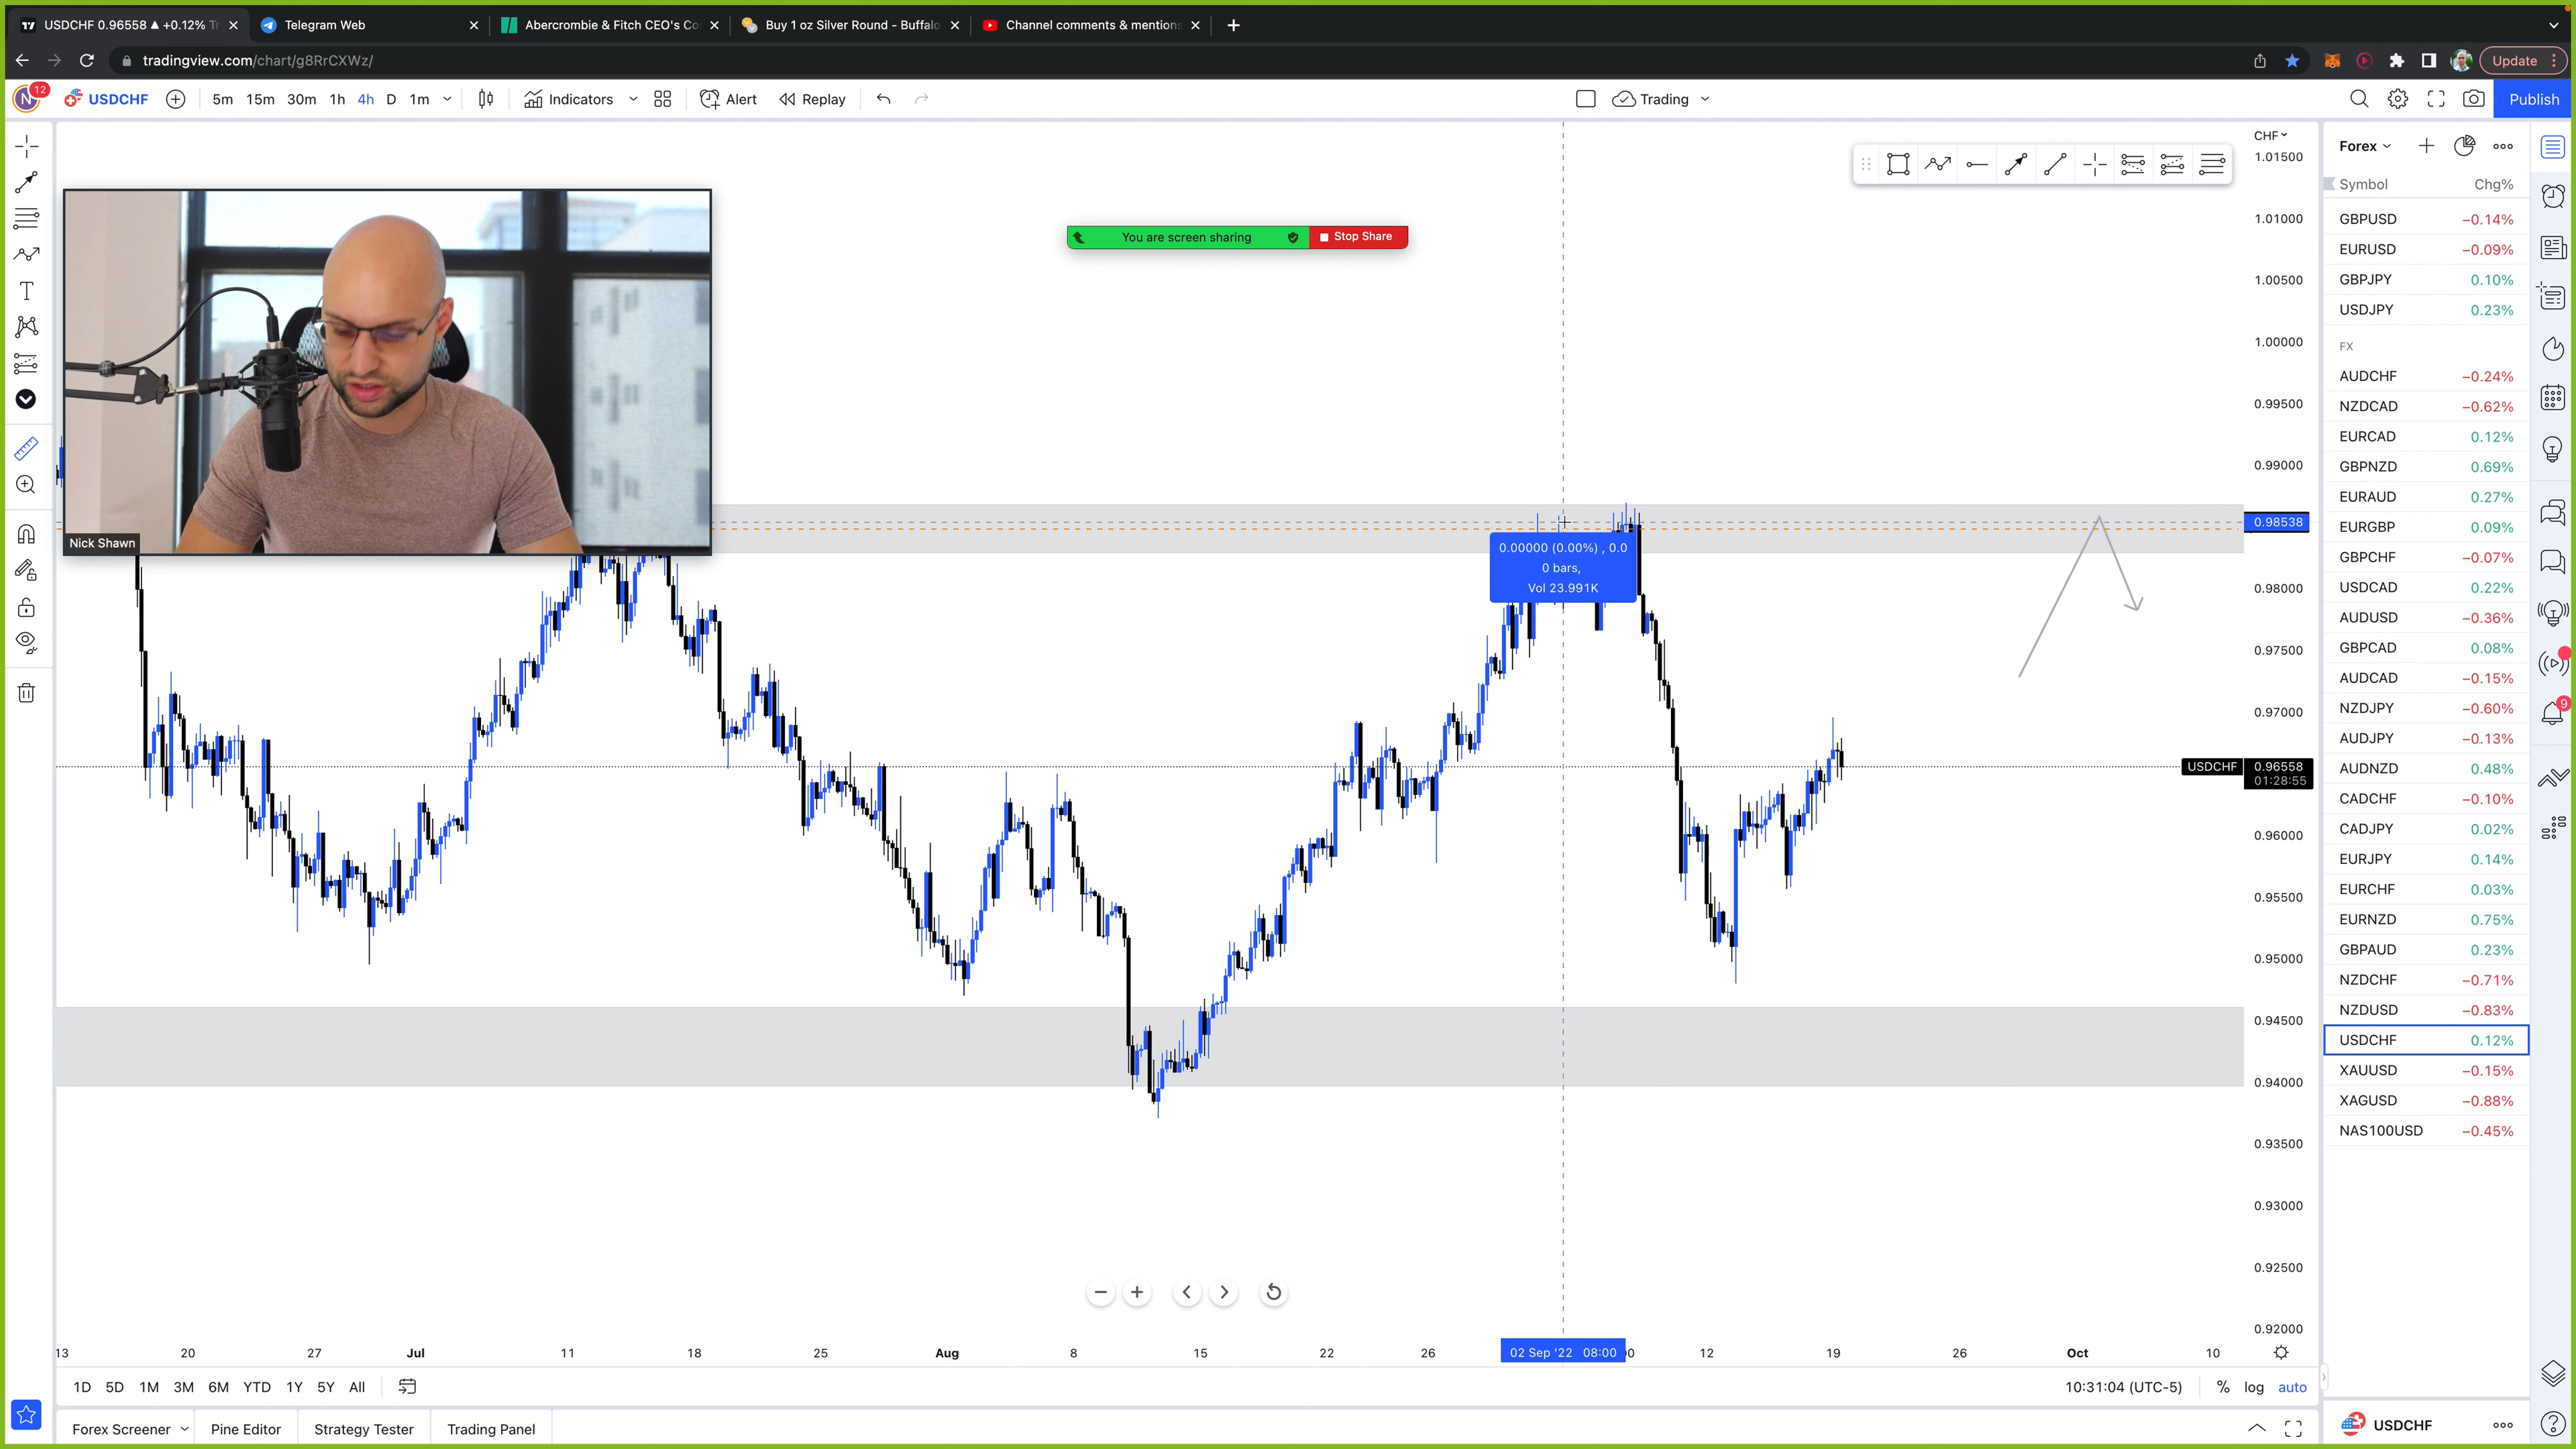 USDCHF 0.96558 ▲ +0.12% Tr
Telegram Web
Abercrombie & Fitch CEO's Co
Buy 1 oz Silver Round - Buffalo
Channel comments & mentions
tradingview.com/chart/g8RrCXWz/
Update
N 12 USDCHF 5m 15m 30m 1h 4h D 1m Indicators Alert Replay Trading Publish
CHF
Forex
Symbol Chg%
1.01500
1.01000
1.00500
1.00000
0.99500
0.99000
0.98538
0.98000
0.97500
0.97000
USDCHF 0.96558
01:28:55
0.96000
0.95500
0.95000
0.94500
0.94000
0.93500
0.93000
0.92500
0.92000
You are screen sharing Stop Share
Nick Shawn
0.00000 (0.00%) , 0.0
0 bars,
Vol 23.991K
GBPUSD −0.14%
EURUSD −0.09%
GBPJPY 0.10%
USDJPY 0.23%
FX
AUDCHF −0.24%
NZDCAD −0.62%
EURCAD 0.12%
GBPNZD 0.69%
EURAUD 0.27%
EURGBP 0.09%
GBPCHF −0.07%
USDCAD 0.22%
AUDUSD −0.36%
GBPCAD 0.08%
AUDCAD −0.15%
NZDJPY −0.60%
AUDJPY −0.13%
AUDNZD 0.48%
CADCHF −0.10%
CADJPY 0.02%
EURJPY 0.14%
EURCHF 0.03%
EURNZD 0.75%
GBPAUD 0.23%
NZDCHF −0.71%
NZDUSD −0.83%
USDCHF 0.12%
XAUUSD −0.15%
XAGUSD −0.88%
NAS100USD −0.45%
9
13 20 27 Jul 11 18 25 Aug 8 15 22 26 02 Sep '22 08:00 12 19 26 Oct 10
1D 5D 1M 3M 6M YTD 1Y 5Y All
10:31:04 (UTC-5) % log auto
Forex Screener Pine Editor Strategy Tester Trading Panel
USDCHF